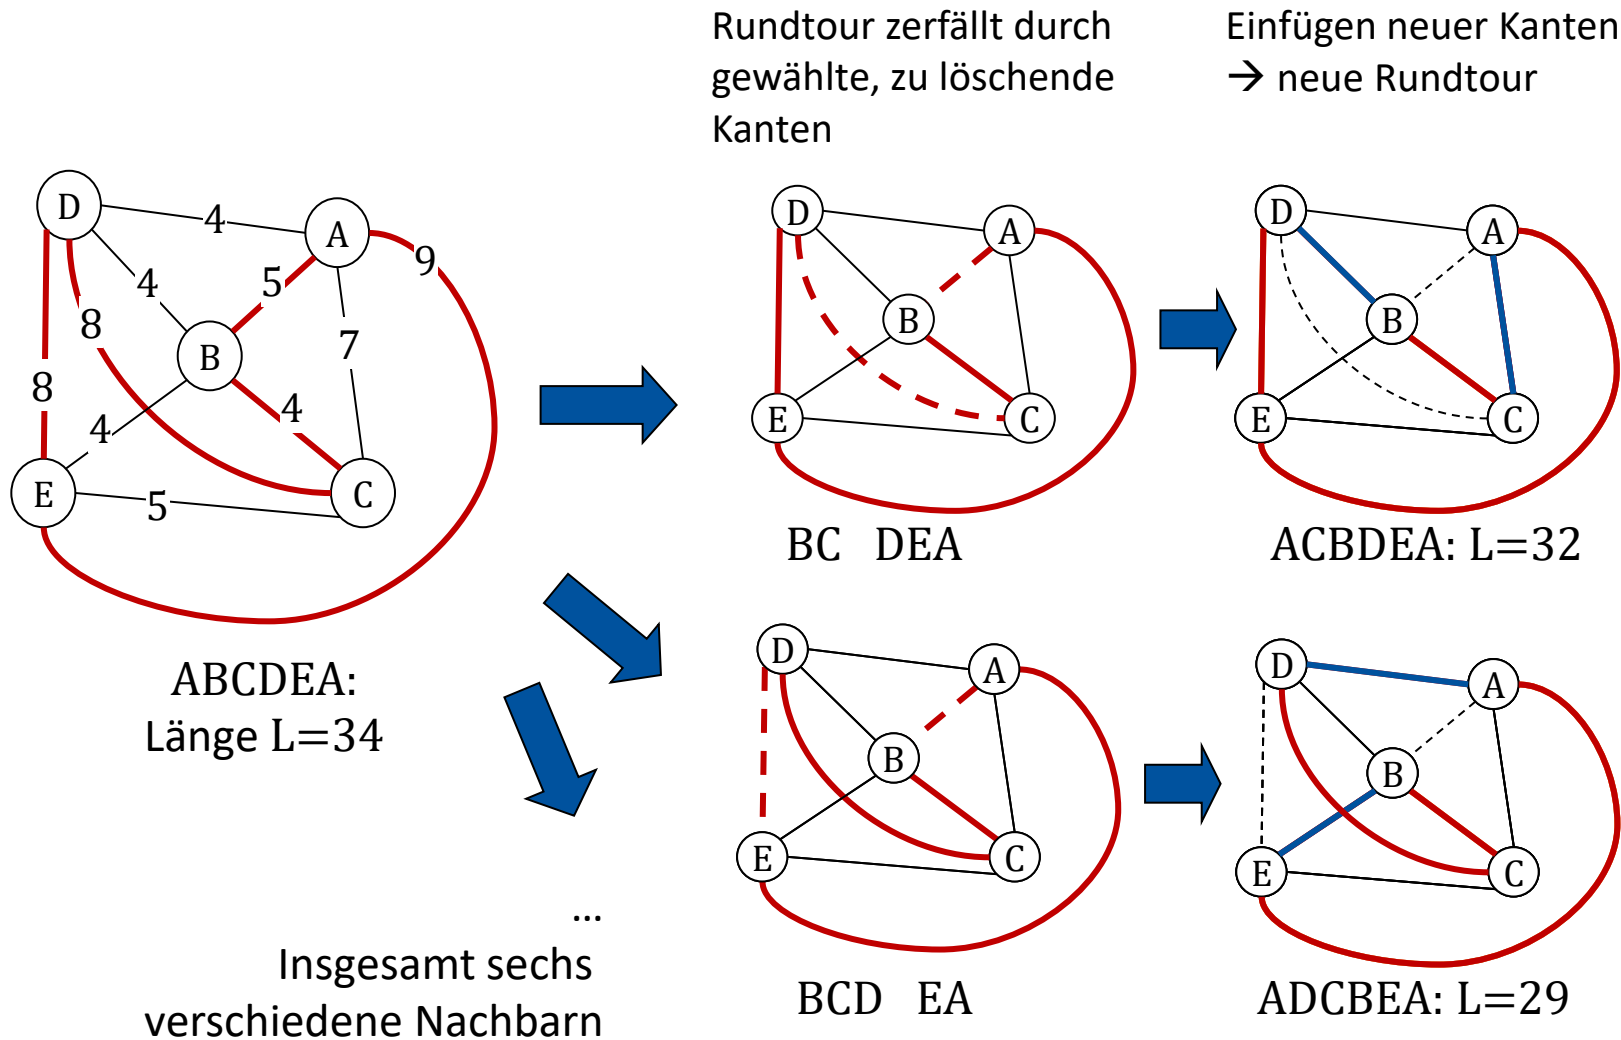 Rundtour zerfällt durch
gewählte, zu löschende
Kanten
Einfügen neuer Kanten
→ neue Rundtour
D
4
A
9
4
5
8
B
7
8
4
4
E
5
C
ABCDEA:
Länge L=34
D
A
B
E
C
BC DEA
D
A
B
E
C
ACBDEA: L=32
D
A
B
E
C
BCD EA
D
A
B
E
C
ADCBEA: L=29
...
Insgesamt sechs
verschiedene Nachbarn